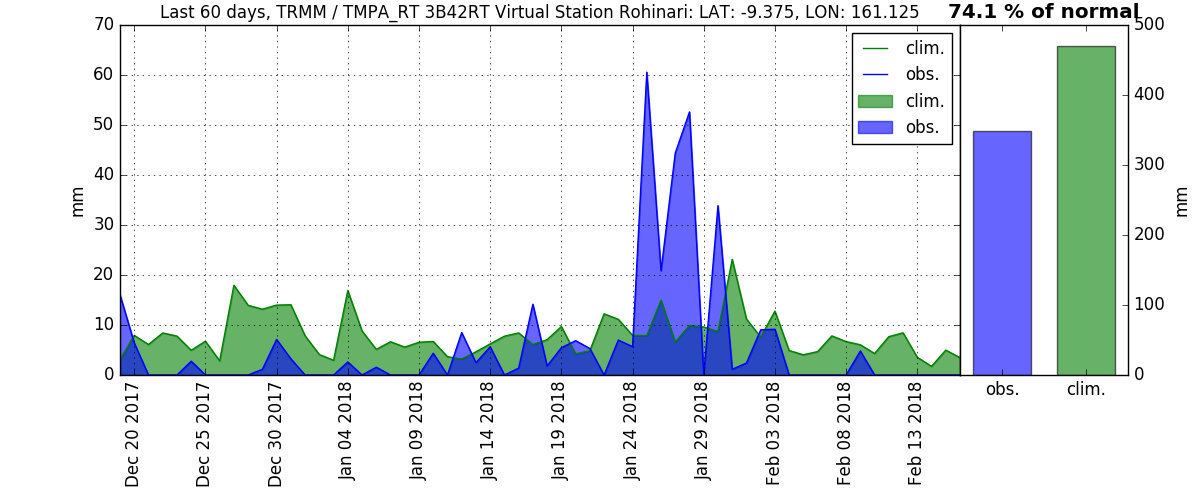 Last 60 days, TRMM / TMPA_RT 3B42RT Virtual Station Rohinari: LAT: -9.375, LON: 161.125
74.1 % of normal
70
60
50
40
30
20
10
0
mm
clim.
obs.
clim.
obs.
Dec 20 2017
Dec 25 2017
Dec 30 2017
Jan 04 2018
Jan 09 2018
Jan 14 2018
Jan 19 2018
Jan 24 2018
Jan 29 2018
Feb 03 2018
Feb 08 2018
Feb 13 2018
500
400
300
200
100
0
mm
obs.
clim.